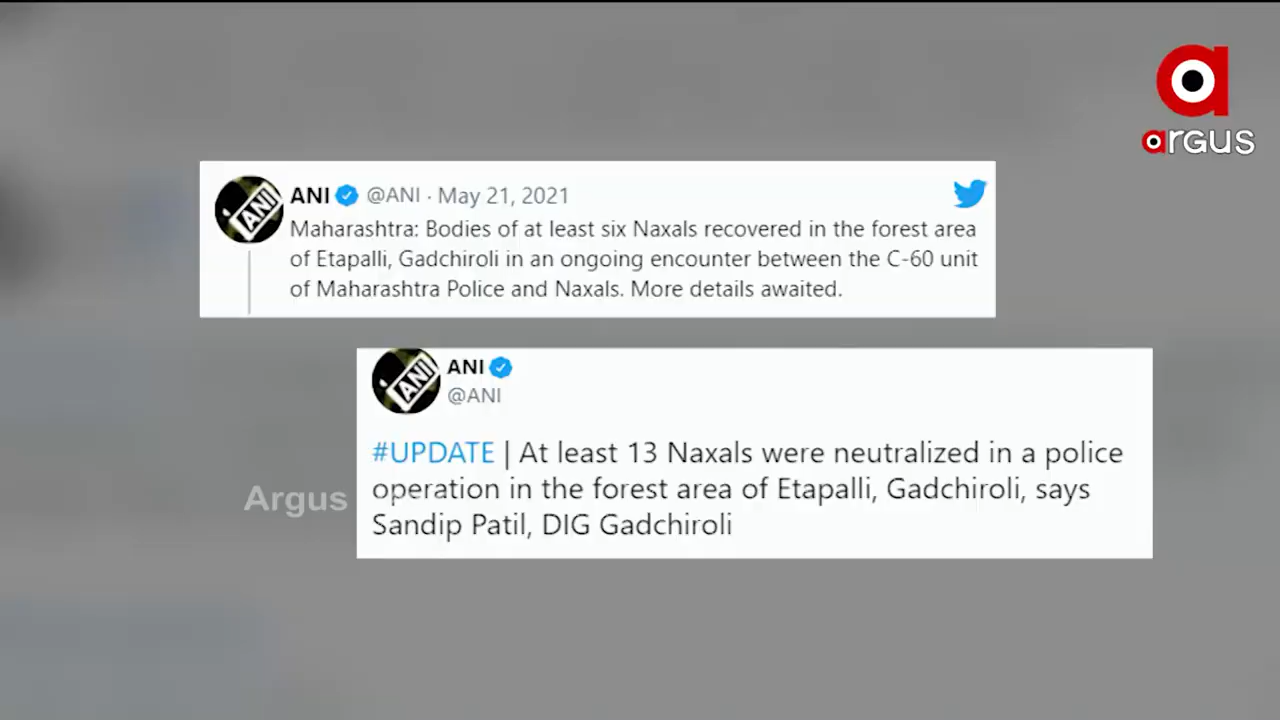 argus
ANI @ANI · May 21, 2021
Maharashtra: Bodies of at least six Naxals recovered in the forest area
of Etapalli, Gadchiroli in an ongoing encounter between the C-60 unit
of Maharashtra Police and Naxals. More details awaited.
ANI
@ANI
#UPDATE | At least 13 Naxals were neutralized in a police
operation in the forest area of Etapalli, Gadchiroli, says
Sandip Patil, DIG Gadchiroli
Argus